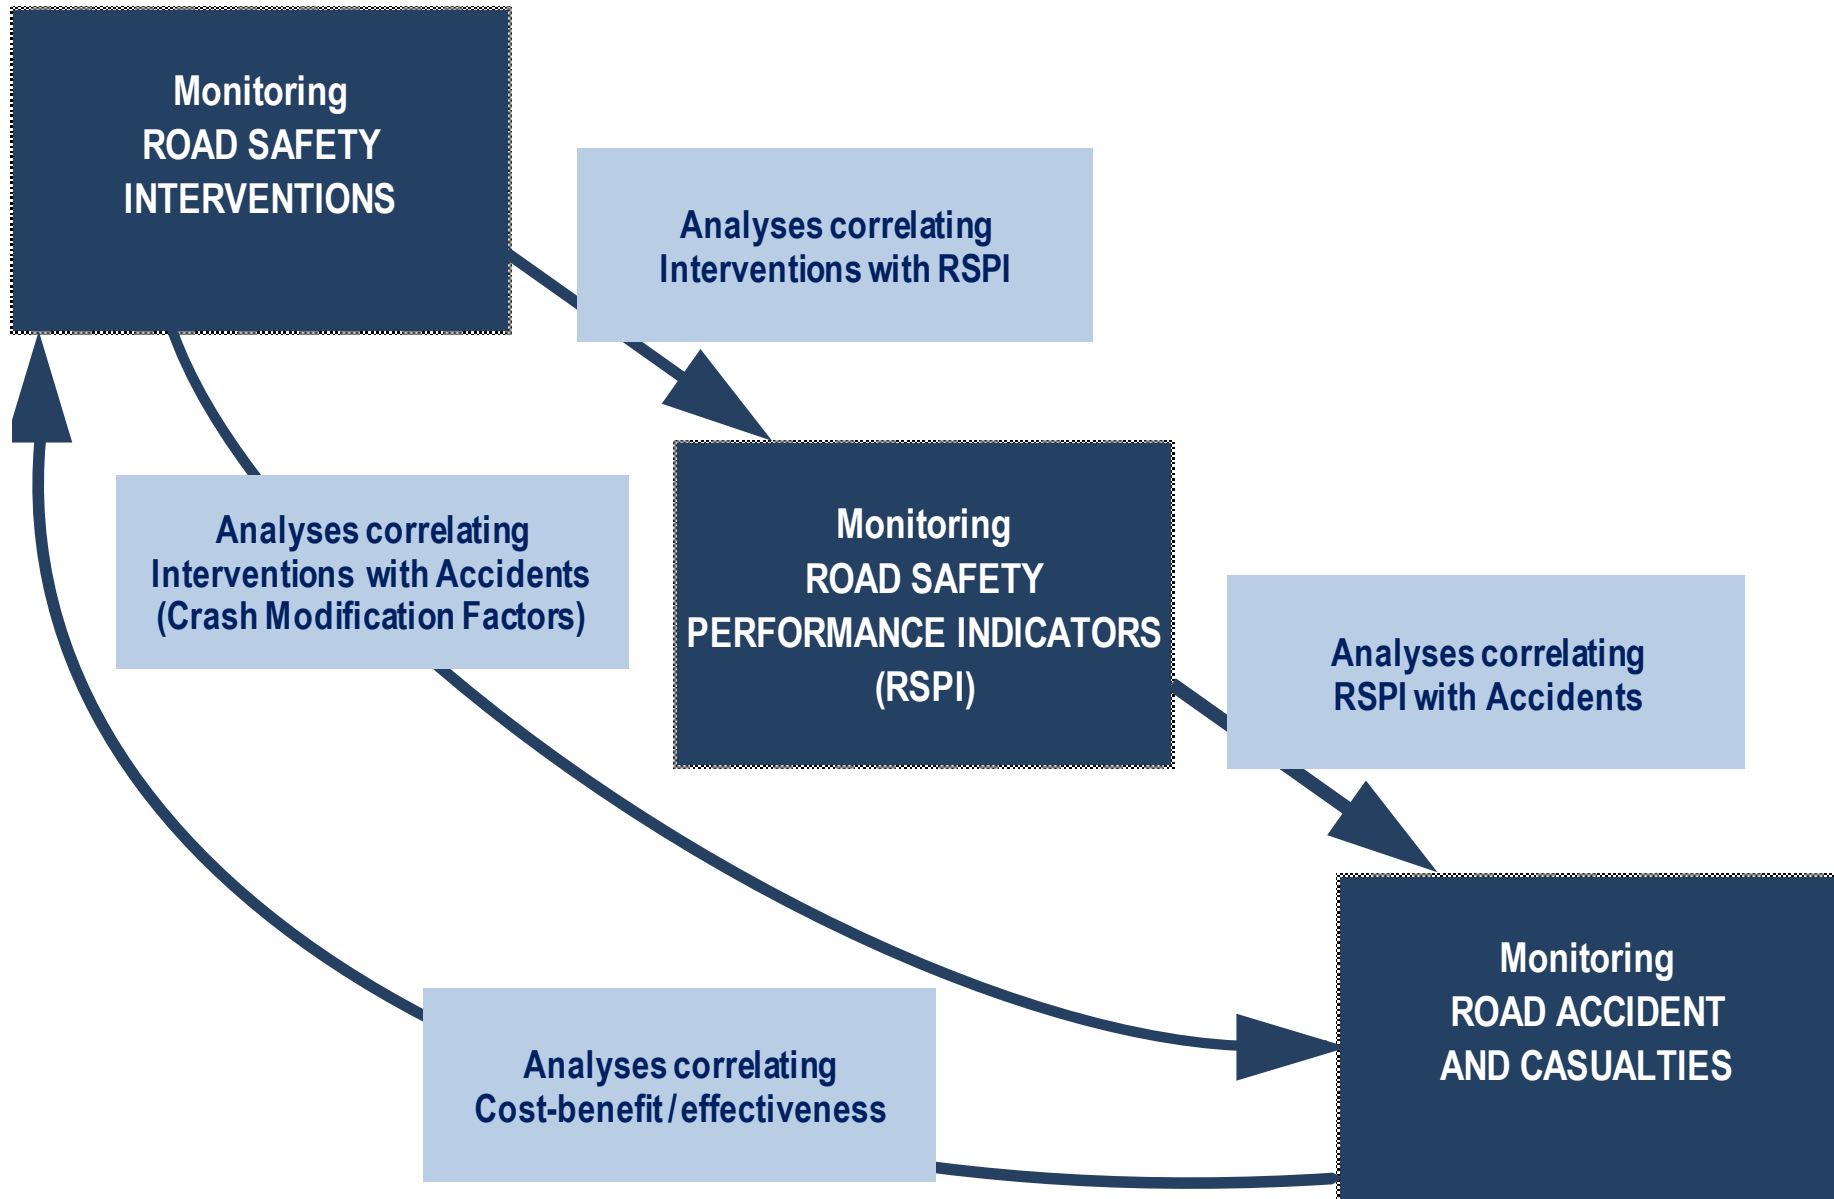 Monitoring
ROAD SAFETY
INTERVENTIONS
Analyses correlating
Interventions with RSPI
Analyses correlating
Interventions with Accidents
(Crash Modification Factors)
Monitoring
ROAD SAFETY
PERFORMANCE INDICATORS
(RSPI)
Analyses correlating
RSPI with Accidents
Monitoring
ROAD ACCIDENT
AND CASUALTIES
Analyses correlating
Cost-benefit / effectiveness